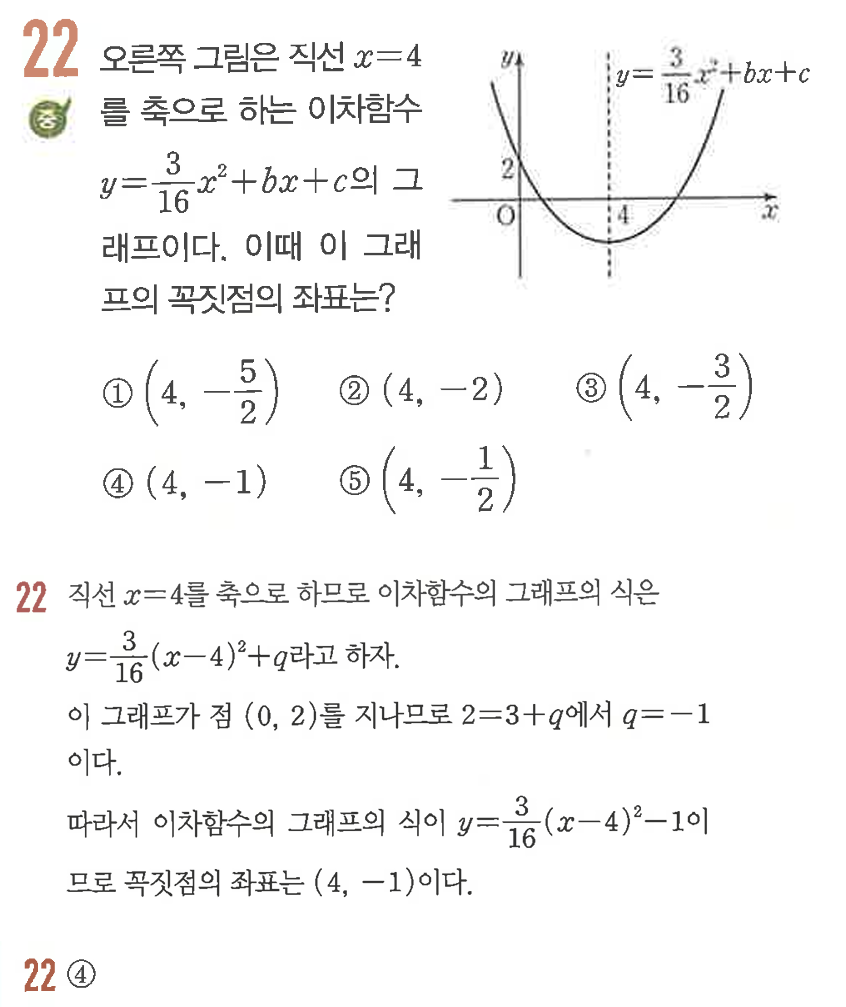 22 오른쪽 그림은 직선 x=4
중 를 축으로 하는 이차함수
y=3/16x²+bx+c의 그
래프이다. 이때 이 그래
프의 꼭짓점의 좌표는?
y
y=3/16x²+bx+c
2
O
4
x
① (4, -5/2) ② (4, -2) ③ (4, -3/2)
④ (4, -1) ⑤ (4, -1/2)
22 직선 x=4를 축으로 하므로 이차함수의 그래프의 식은
y=3/16(x-4)²+q라고 하자.
이 그래프가 점 (0, 2)를 지나므로 2=3+q에서 q=-1
이다.
따라서 이차함수의 그래프의 식이 y=3/16(x-4)²-1이
므로 꼭짓점의 좌표는 (4, -1)이다.
22 ④